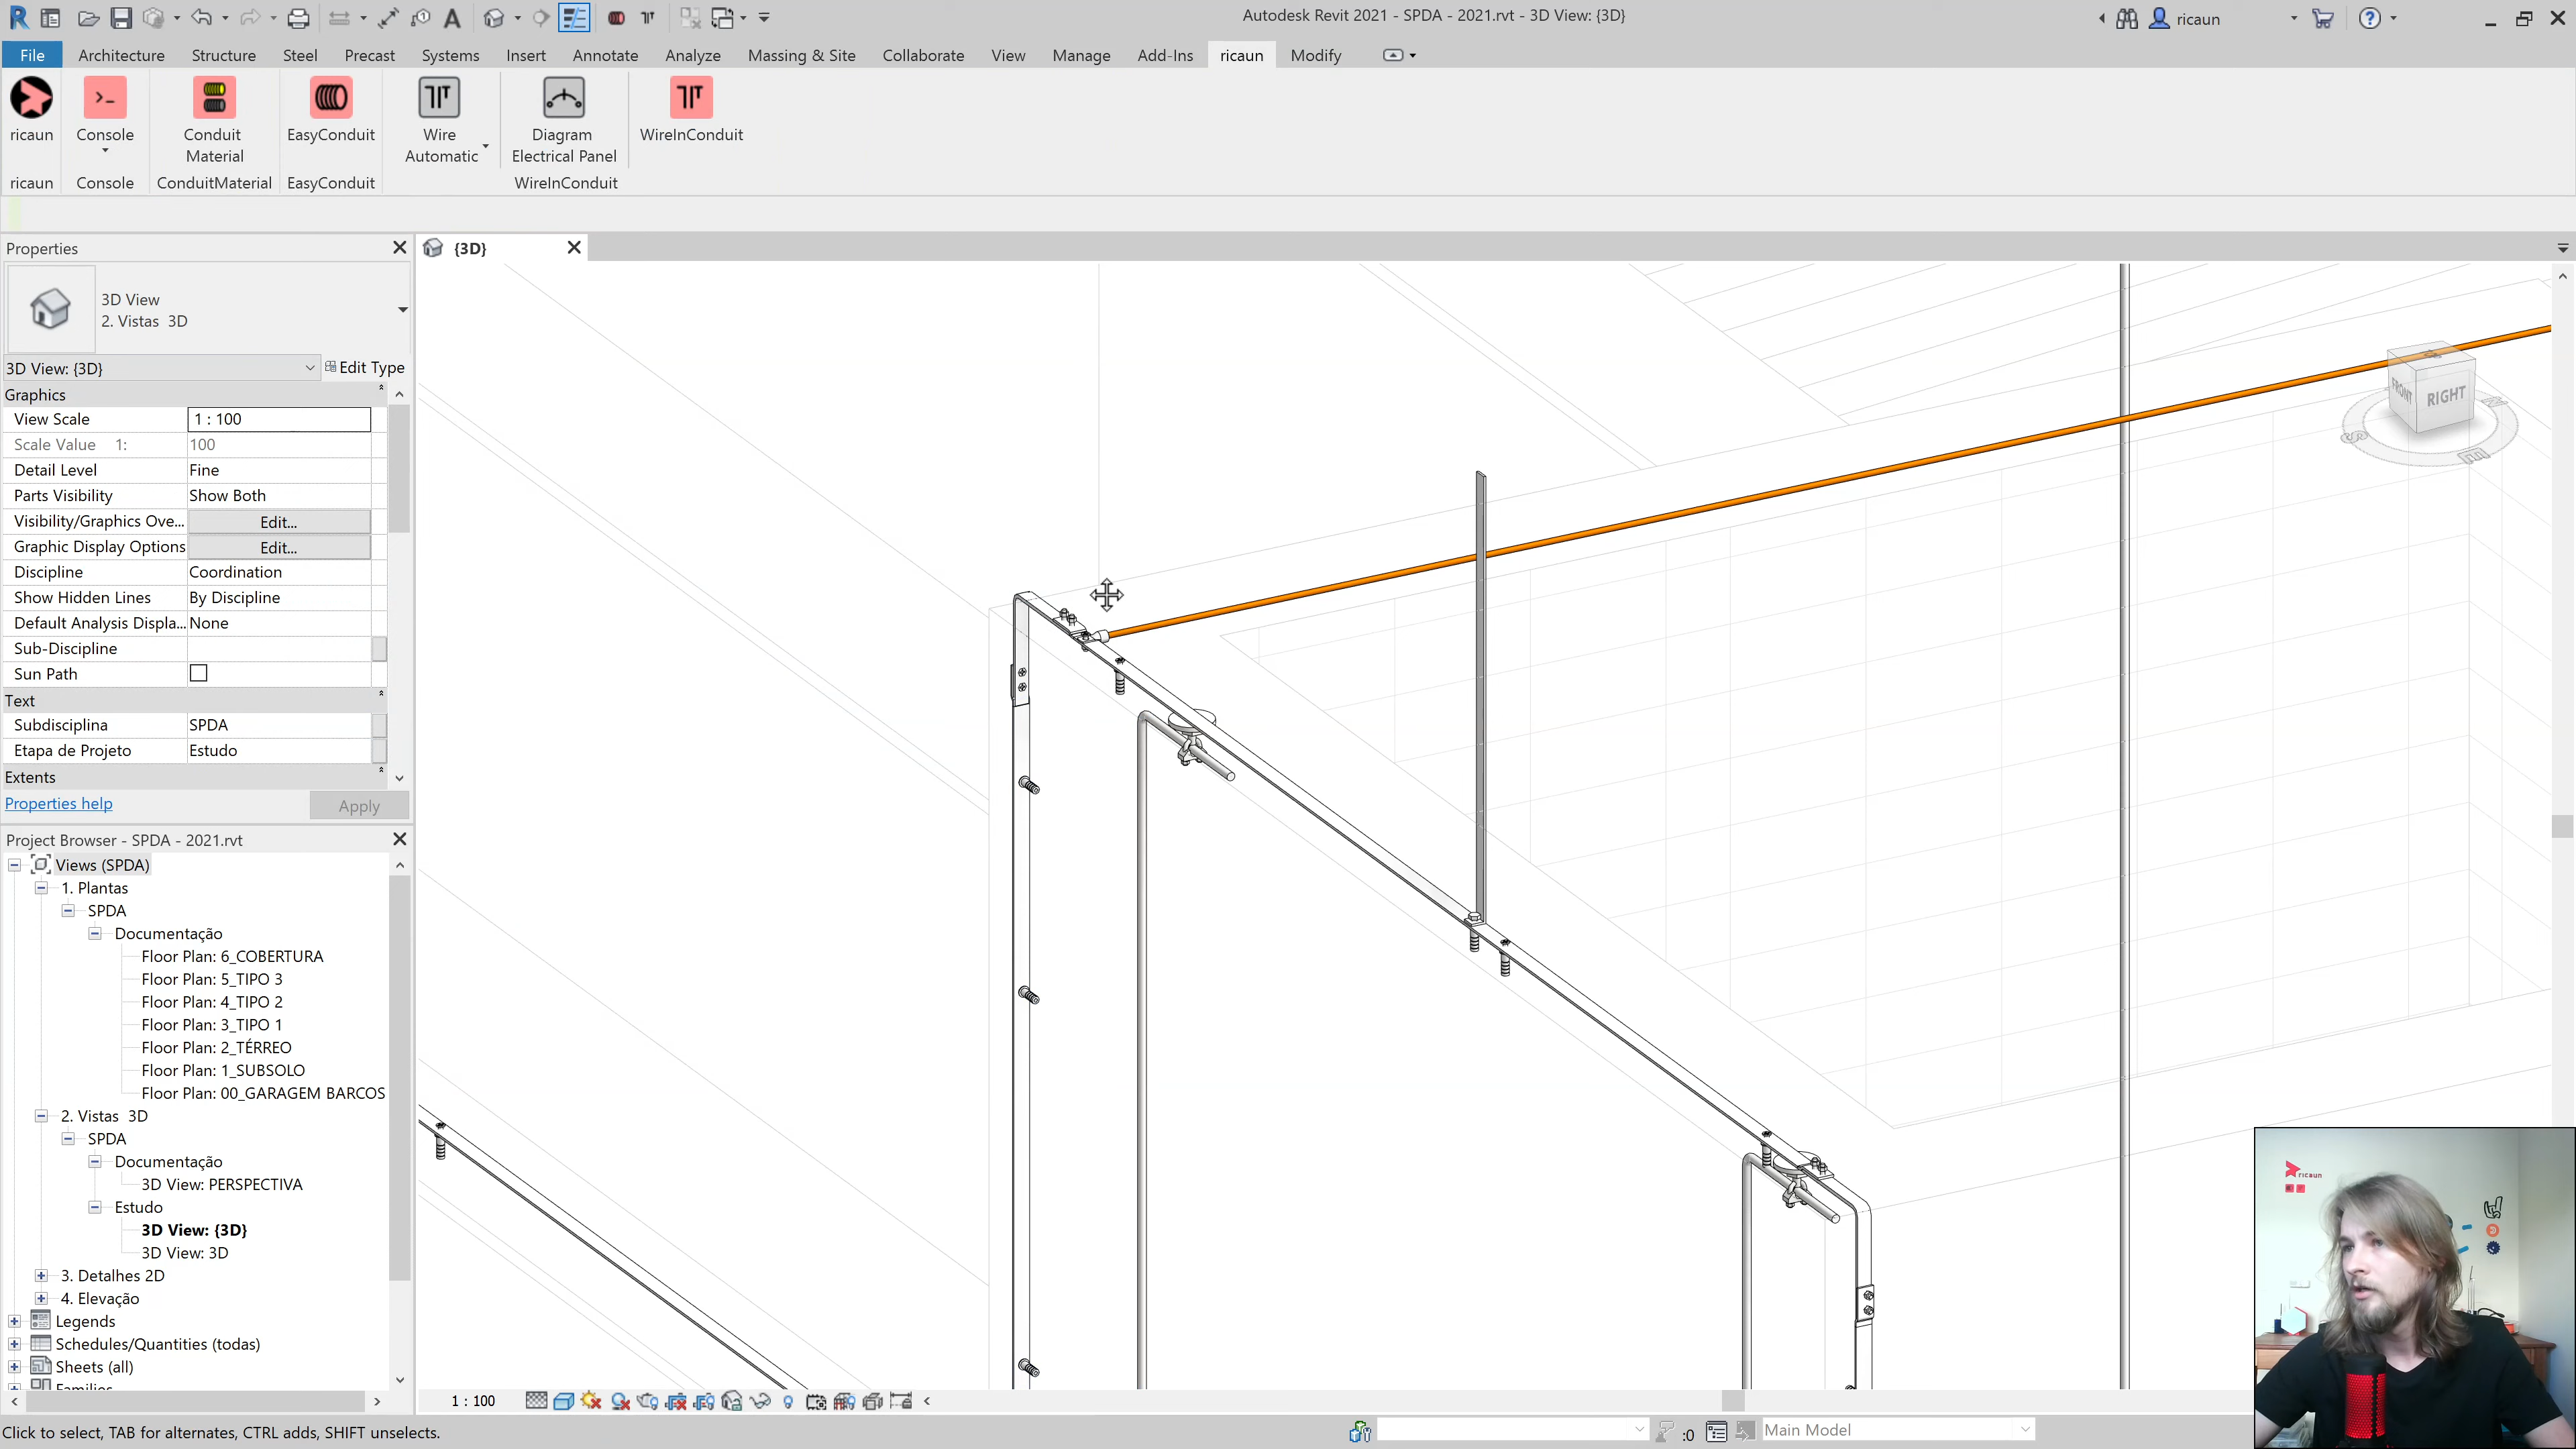 Autodesk Revit 2021 - SPDA - 2021.rvt - 3D View: {3D}
ricaun
File Architecture Structure Steel Precast Systems Insert Annotate Analyze Massing & Site Collaborate View Manage Add-Ins ricaun Modify
ricaun Console Conduit Material EasyConduit Wire Automatic Diagram Electrical Panel WireInConduit
ricaun Console ConduitMaterial EasyConduit WireInConduit
Properties
{3D}
3D View
2. Vistas 3D
3D View: {3D}
Edit Type
Graphics
View Scale 1 : 100
Scale Value 1: 100
Detail Level Fine
Parts Visibility Show Both
Visibility/Graphics Ove... Edit...
Graphic Display Options Edit...
Discipline Coordination
Show Hidden Lines By Discipline
Default Analysis Displa... None
Sub-Discipline
Sun Path
Text
Subdisciplina SPDA
Etapa de Projeto Estudo
Extents
Properties help Apply
Project Browser - SPDA - 2021.rvt
Views (SPDA)
1. Plantas
SPDA
Documentação
Floor Plan: 6_COBERTURA
Floor Plan: 5_TIPO 3
Floor Plan: 4_TIPO 2
Floor Plan: 3_TIPO 1
Floor Plan: 2_TÉRREO
Floor Plan: 1_SUBSOLO
Floor Plan: 00_GARAGEM BARCOS
2. Vistas 3D
SPDA
Documentação
3D View: PERSPECTIVA
Estudo
3D View: {3D}
3D View: 3D
3. Detalhes 2D
4. Elevação
Legends
Schedules/Quantities (todas)
Sheets (all)
Families
FRONT RIGHT
S E N
ricaun
1 : 100
Click to select, TAB for alternates, CTRL adds, SHIFT unselects.
:0
Main Model